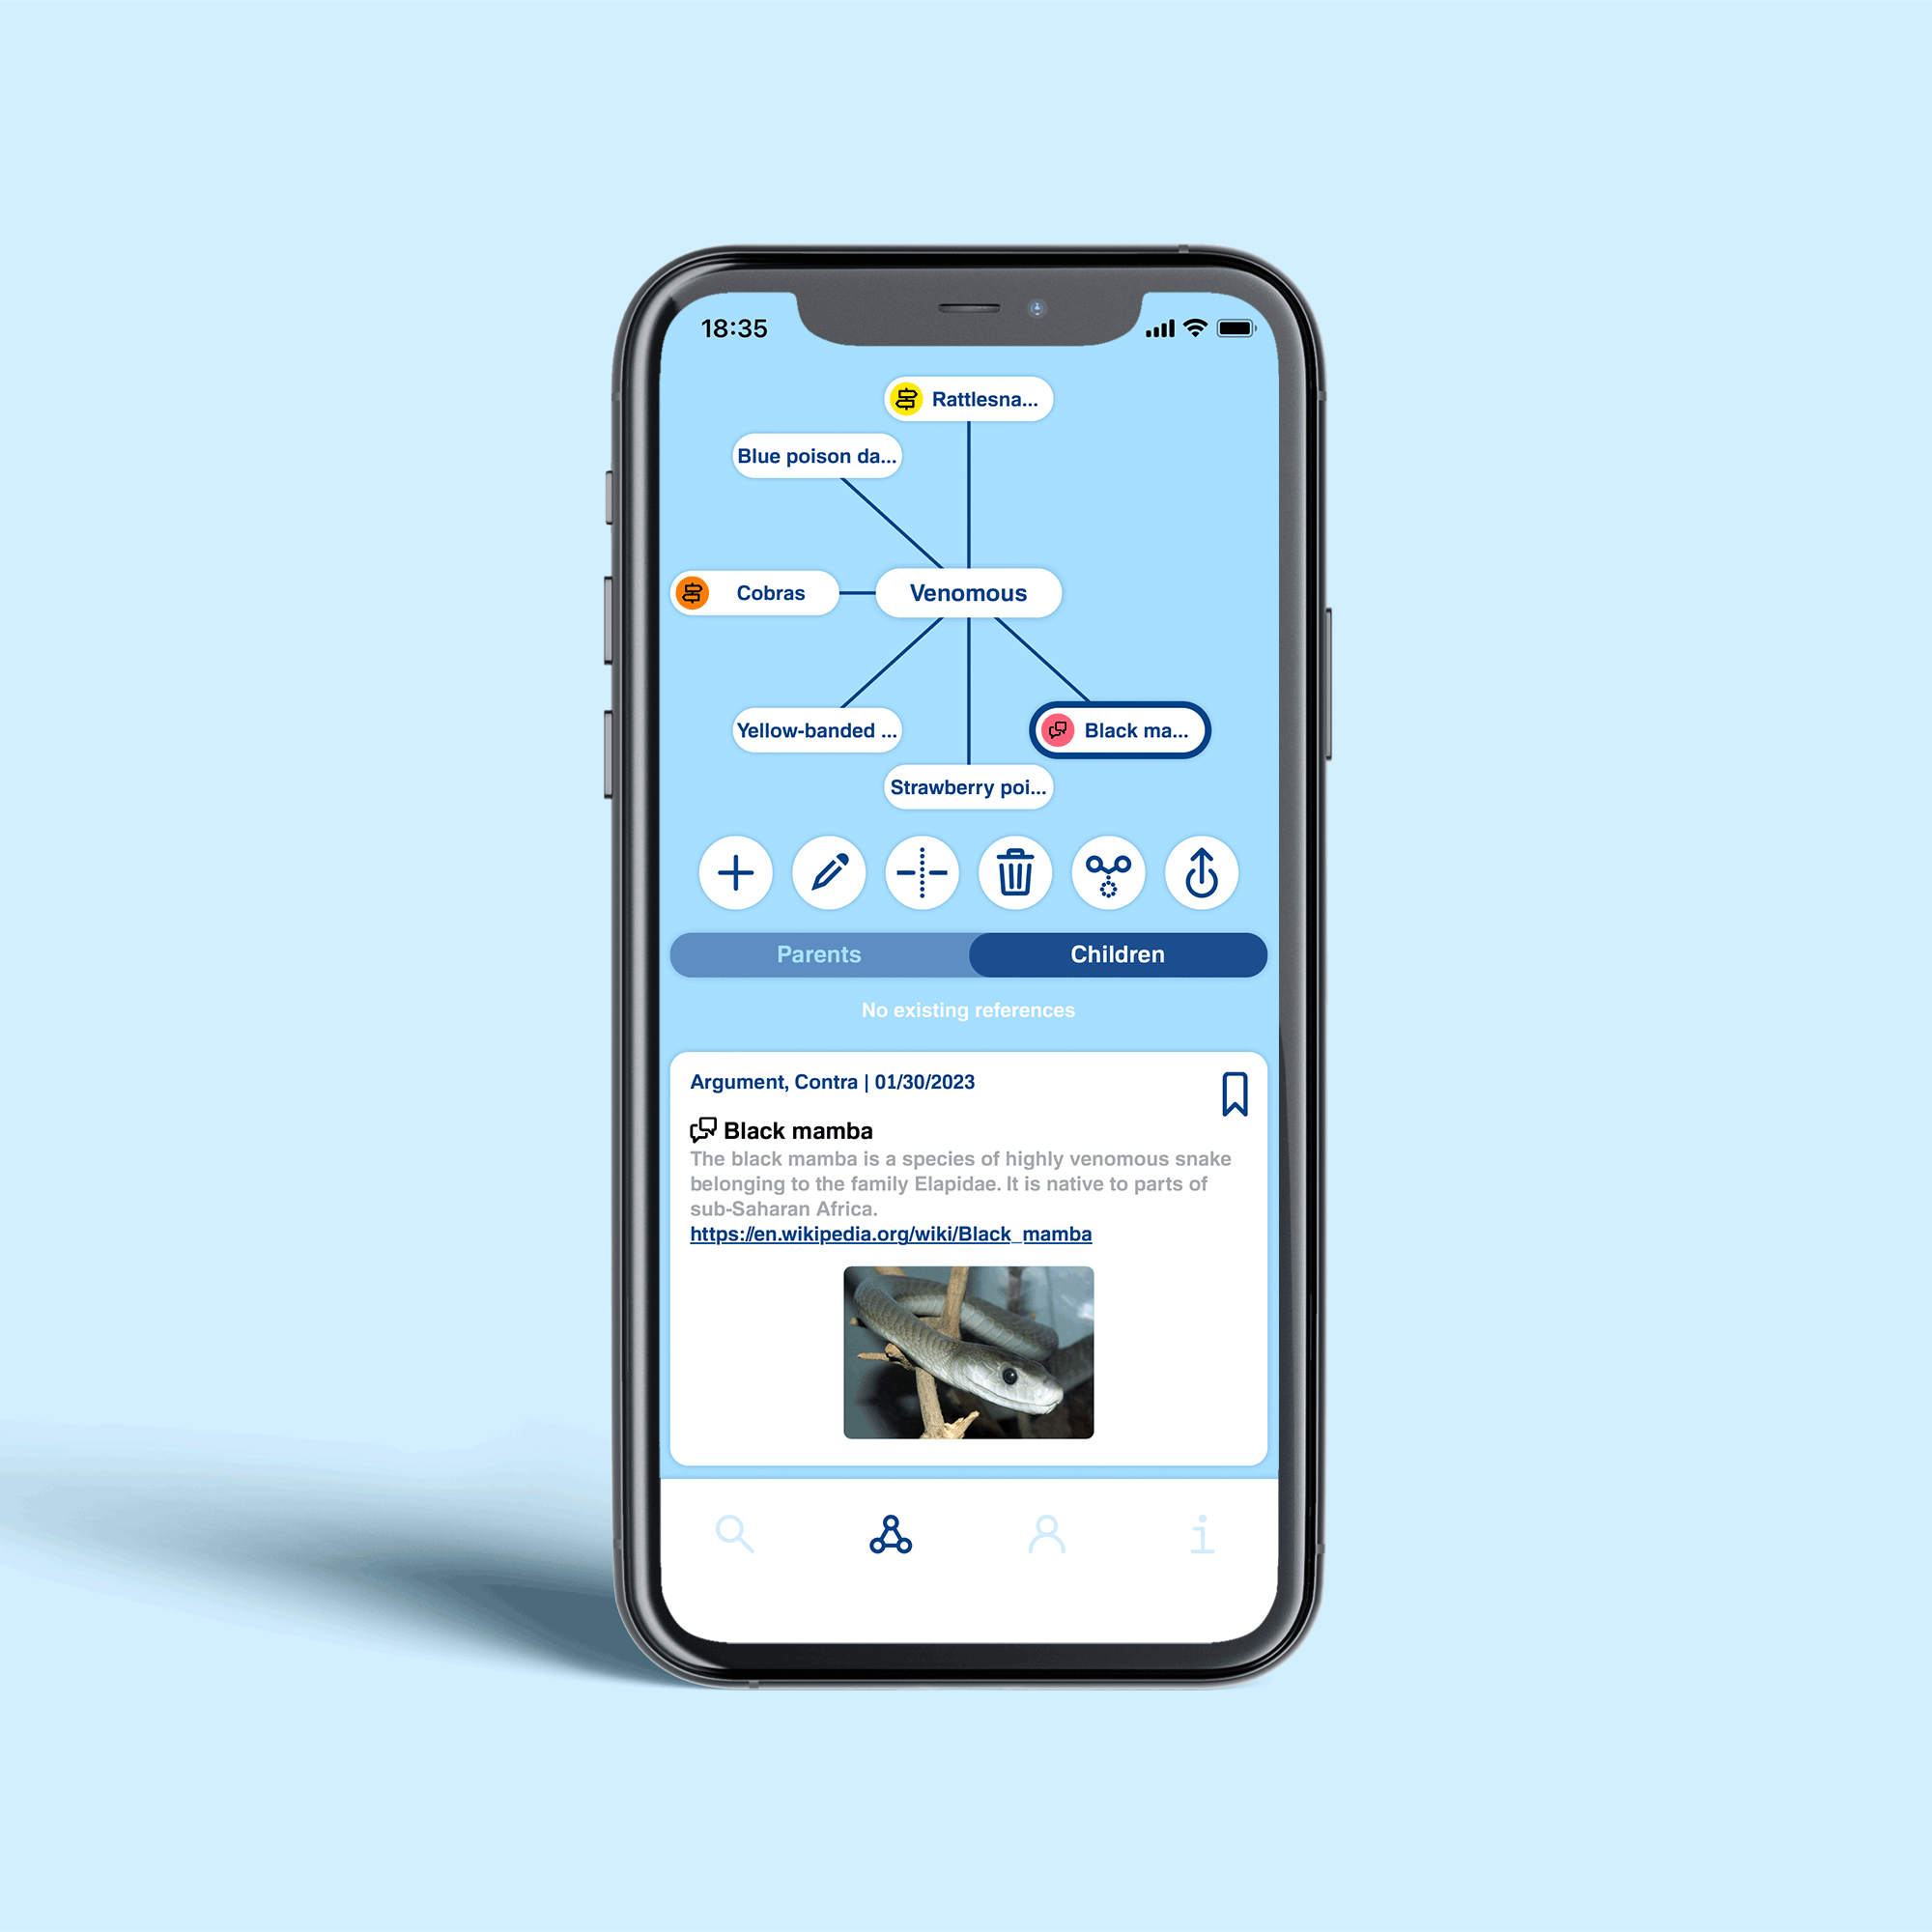 18:35
Rattlesna...
Blue poison da...
Cobras
Venomous
Yellow-banded ...
Black ma...
Strawberry poi...
Parents
Children
No existing references
Argument, Contra | 01/30/2023
Black mamba
The black mamba is a species of highly venomous snake
belonging to the family Elapidae. It is native to parts of
sub-Saharan Africa.
https://en.wikipedia.org/wiki/Black_mamba